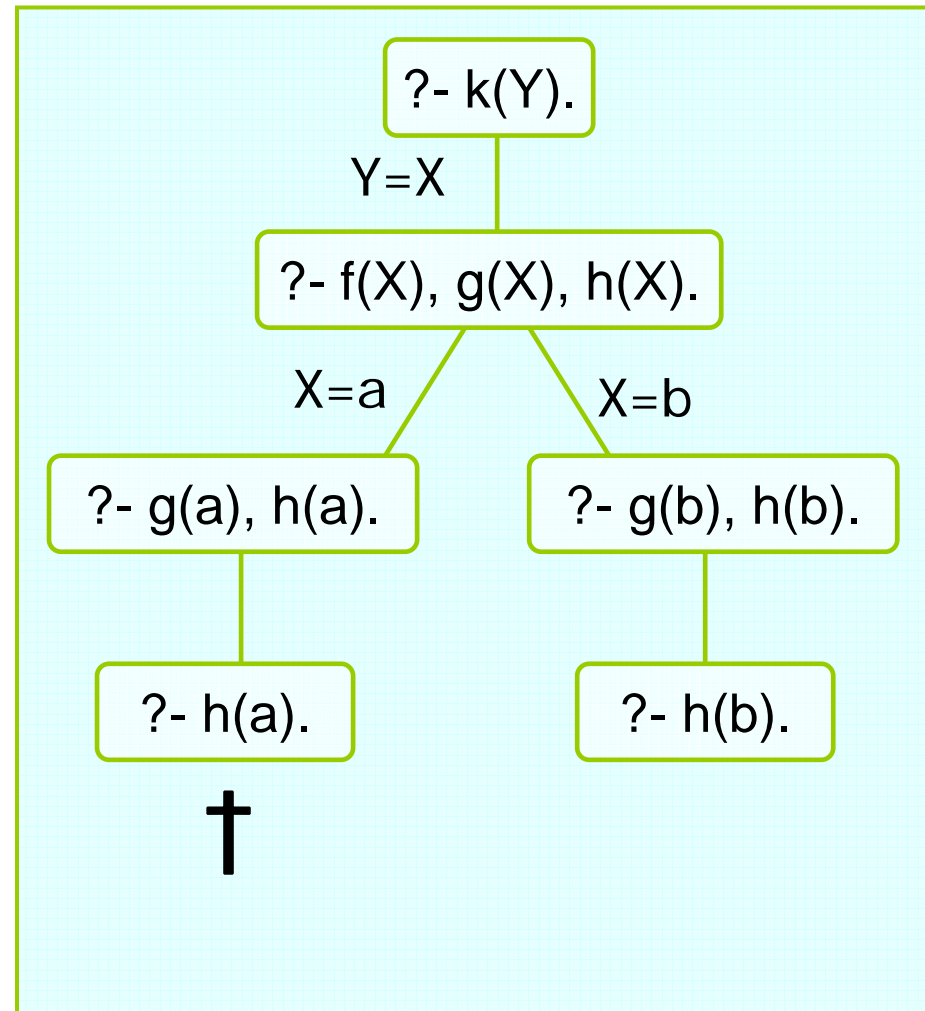 ?- k(Y).
Y=X
?- f(X), g(X), h(X).
X=a
X=b
?- g(a), h(a).
?- g(b), h(b).
?- h(a).
?- h(b).
†